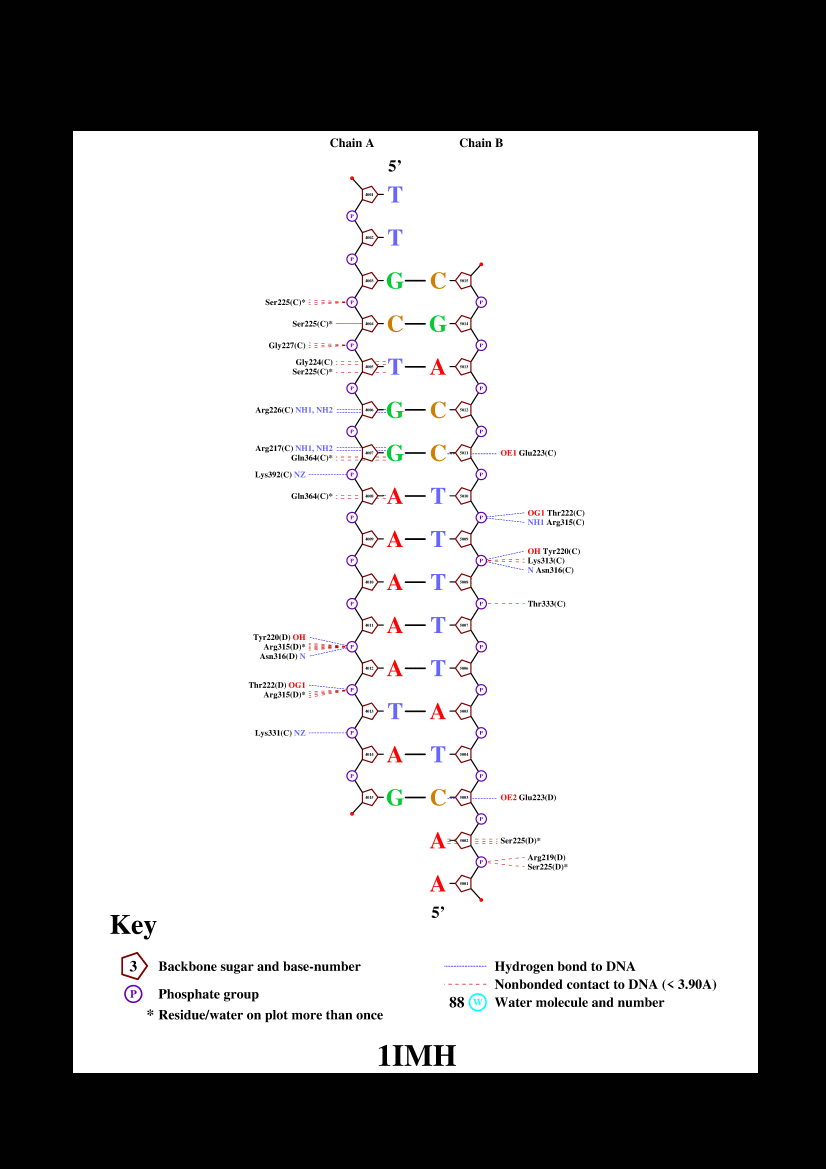 Chain A Chain B
5’
T
T
G C
Ser225(C)* P P
Ser225(C)* C G
Gly227(C) P P
Gly224(C)
Ser225(C)* T A
P P
Arg226(C) NH1, NH2 G C
P P
Arg217(C) NH1, NH2
Gln364(C)* G C OE1 Glu223(C)
Lys392(C) NZ P P
Gln364(C)* A T
P P OG1 Thr222(C)
NH1 Arg315(C)
A T
OH Tyr220(C)
P P Lys313(C)
N Asn316(C)
A T
P P Thr333(C)
A T
Tyr220(D) OH
Arg315(D)* P P
Asn316(D) N
A T
Thr222(D) OG1 P P
Arg315(D)*
T A
Lys331(C) NZ P P
A T
P P
G C OE2 Glu223(D)
P
A Ser225(D)*
P Arg219(D)
Ser225(D)*
A
5’
Key
3 Backbone sugar and base-number
P Phosphate group
* Residue/water on plot more than once
Hydrogen bond to DNA
Nonbonded contact to DNA (< 3.90A)
88 W Water molecule and number
1IMH